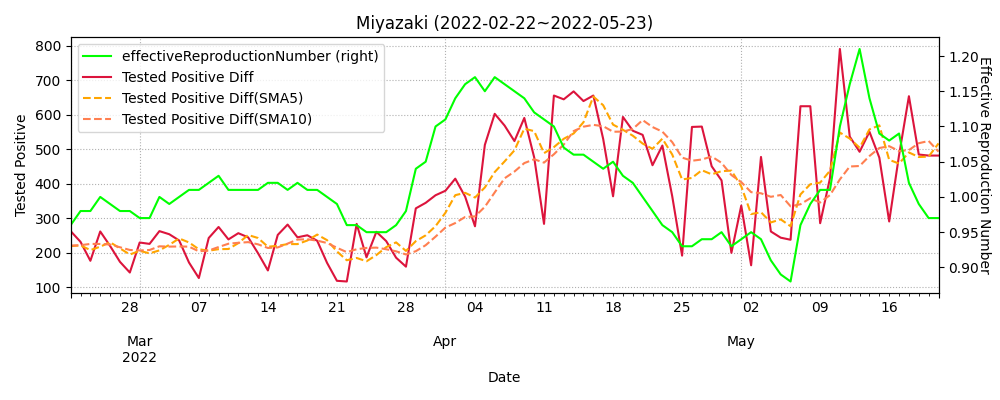 Miyazaki (2022-02-22~2022-05-23)
effectiveReproductionNumber (right)
Tested Positive Diff
Tested Positive Diff(SMA5)
Tested Positive Diff(SMA10)
Tested Positive
800
700
600
500
400
300
200
100
1.20
1.15
1.10
1.05
1.00
0.95
0.90
Effective Reproduction Number
28 07 14 21 28 04 11 18 25 02 09 16
Mar Apr May
2022
Date